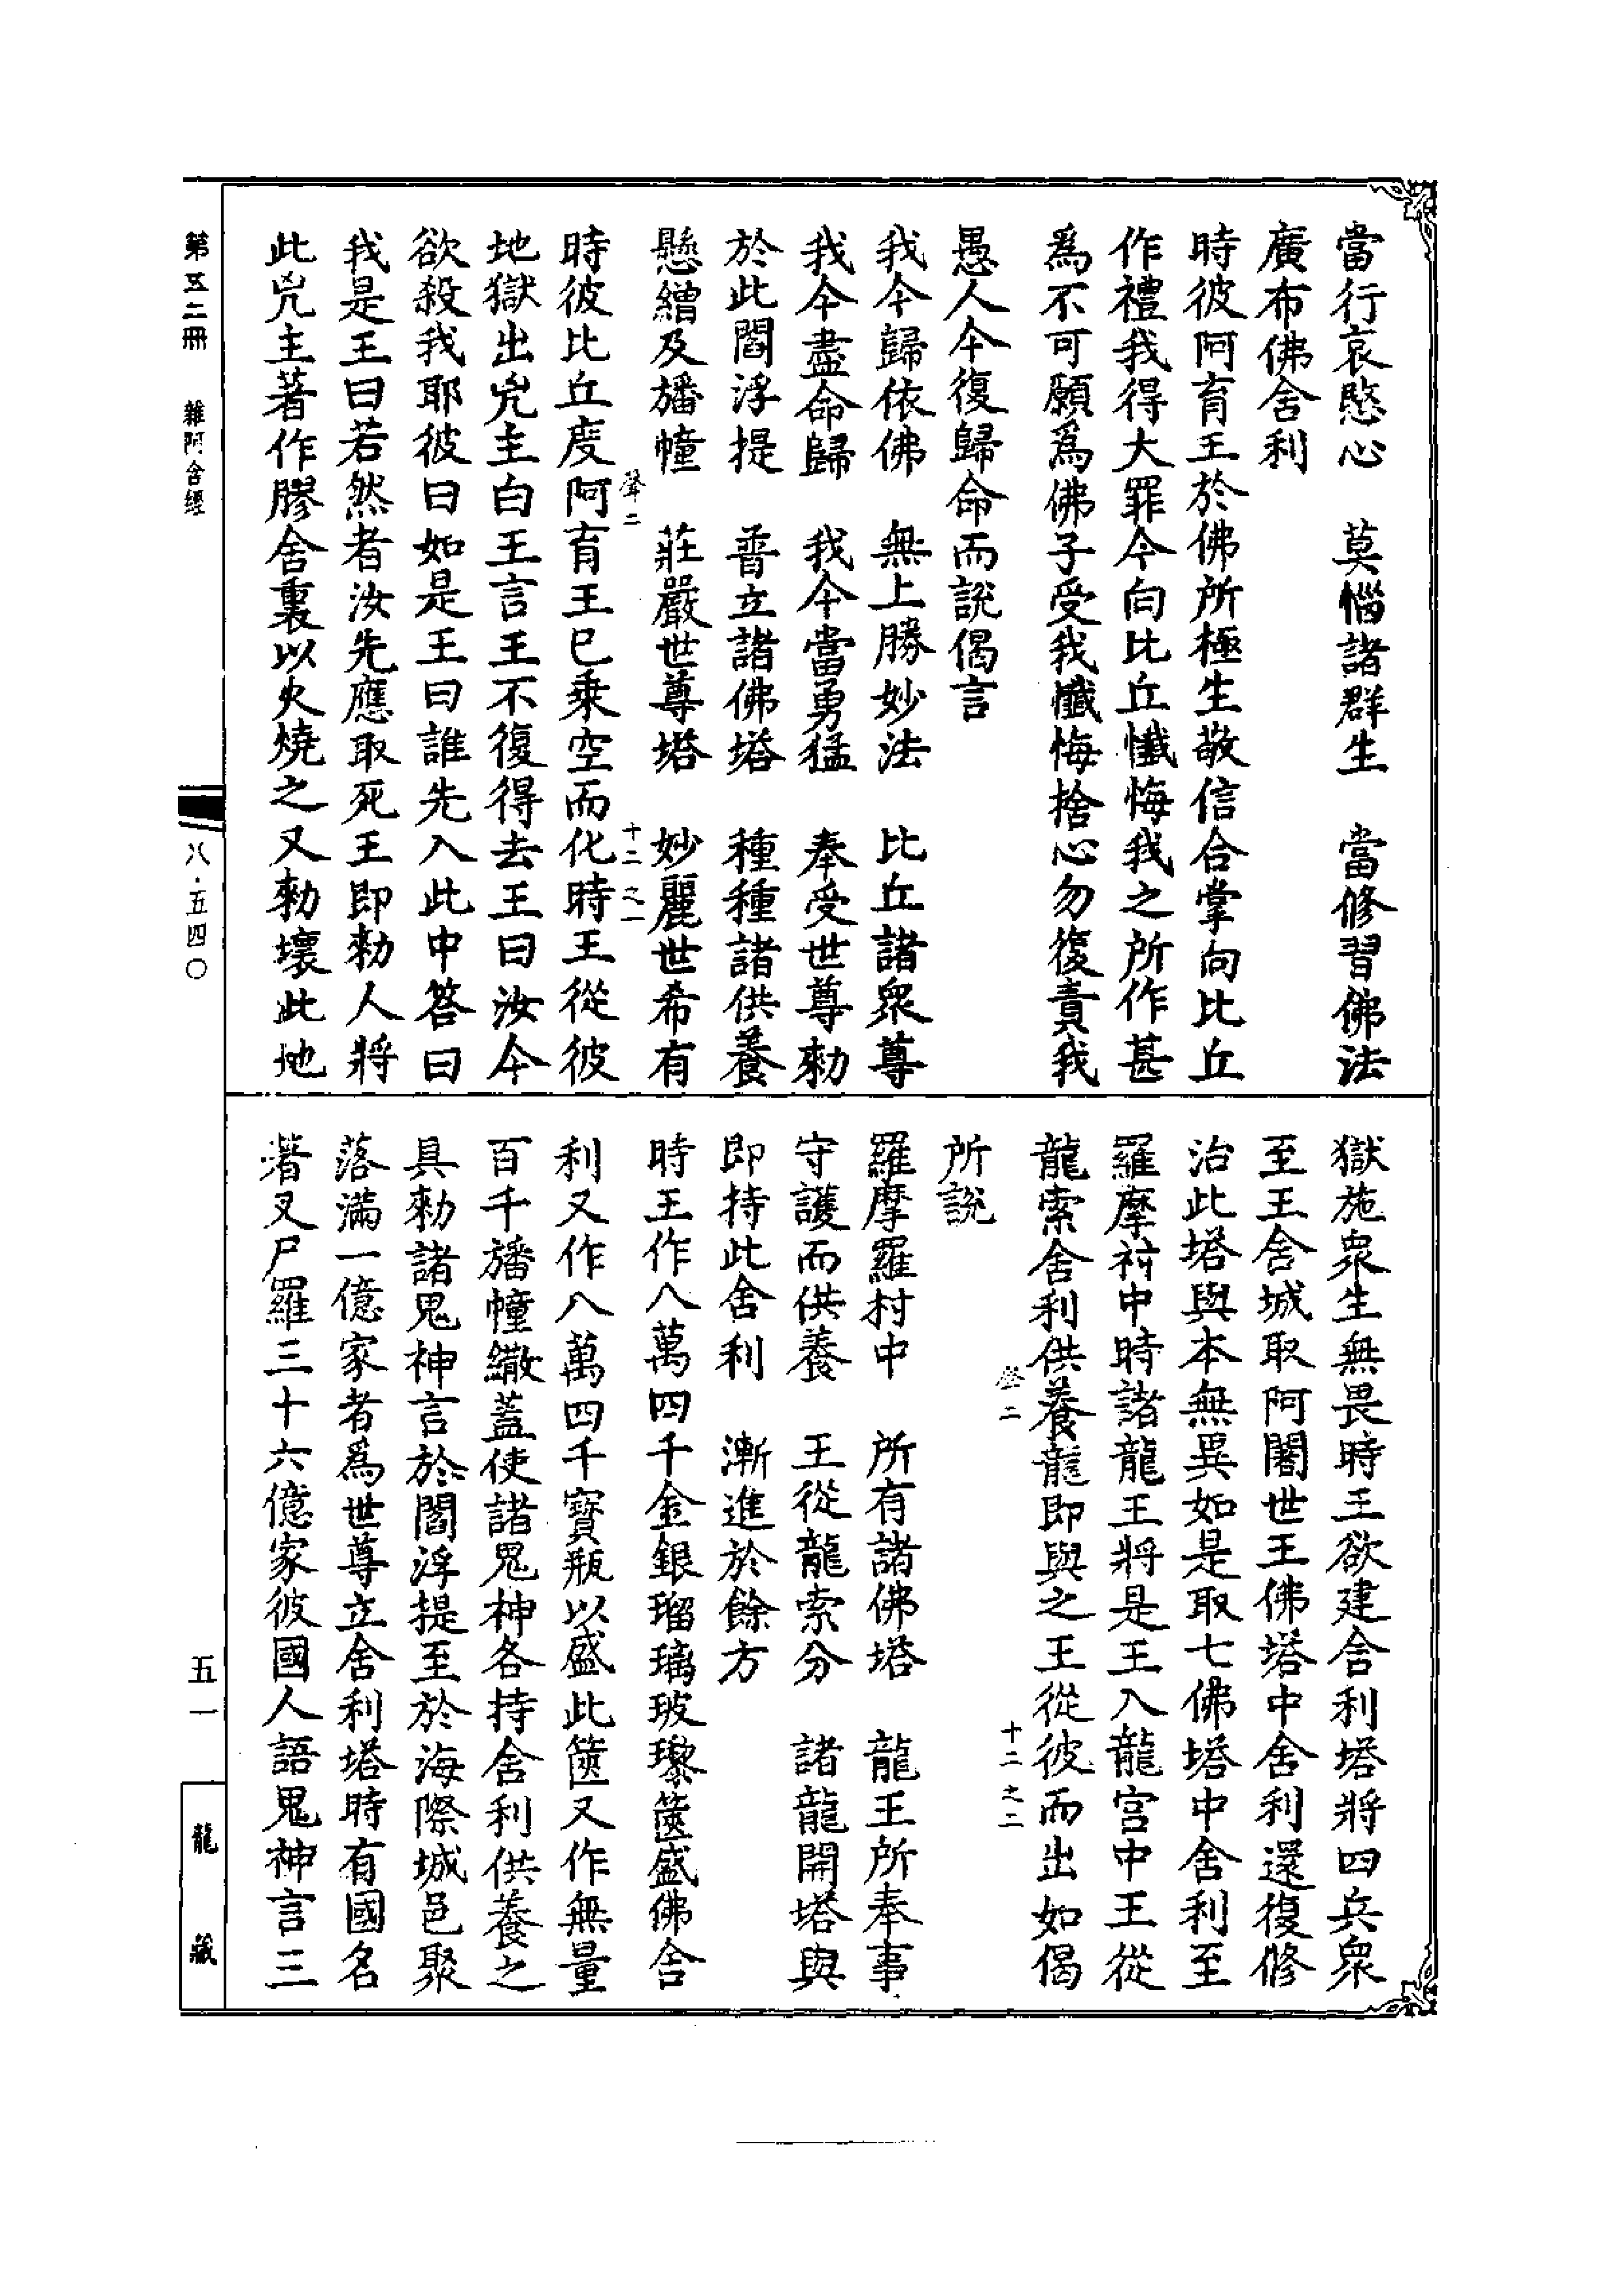 當行哀愍心　莫惱諸群生　當修習佛法
廣布佛舍利
時彼阿育王於佛所極生敬信合掌向比丘
作禮我得大罪今向比丘懺悔我之所作甚
爲不可願爲佛子受我懺悔捨心勿復責我
愚人今復歸命而說偈言
我今歸依佛　無上勝妙法　比丘諸衆尊
我今盡命歸　我今當勇猛　奉受世尊勑
於此閻浮提　普立諸佛塔　種種諸供養
懸繒及旛幢　莊嚴世尊塔　妙麗世希有
聲二　十二之一
時彼比丘度阿育王已乘空而化時王從彼
地獄出兇主白王言王不復得去王曰汝今
欲殺我耶彼曰如是王曰誰先入此中答曰
我是王曰若然者汝先應取死王即勑人將
此兇主著作膠舍裏以火燒之又勑壞此地
獄施衆生無畏時王欲建舍利塔將四兵衆
至王舍城取阿闍世王佛塔中舍利還復修
治此塔與本無異如是取七佛塔中舍利至
羅摩村中時諸龍王將是王入龍宮中王從
龍索舍利供養龍即與之王從彼而出如偈
聲二　十二之二
所說
羅摩羅村中　所有諸佛塔　龍王所奉事
守護而供養　王從龍索分　諸龍開塔與
即持此舍利　漸進於餘方
時王作八萬四千金銀瑠璃玻瓈篋盛佛舍
利又作八萬四千寶瓶以盛此篋又作無量
百千旛幢繖蓋使諸鬼神各持舍利供養之
具勑諸鬼神言於閻浮提至於海際城邑聚
落滿一億家者爲世尊立舍利塔時有國名
著叉尸羅三十六億家彼國人語鬼神言三
第五二冊　雜阿含經
八·五四〇
五一
龍藏